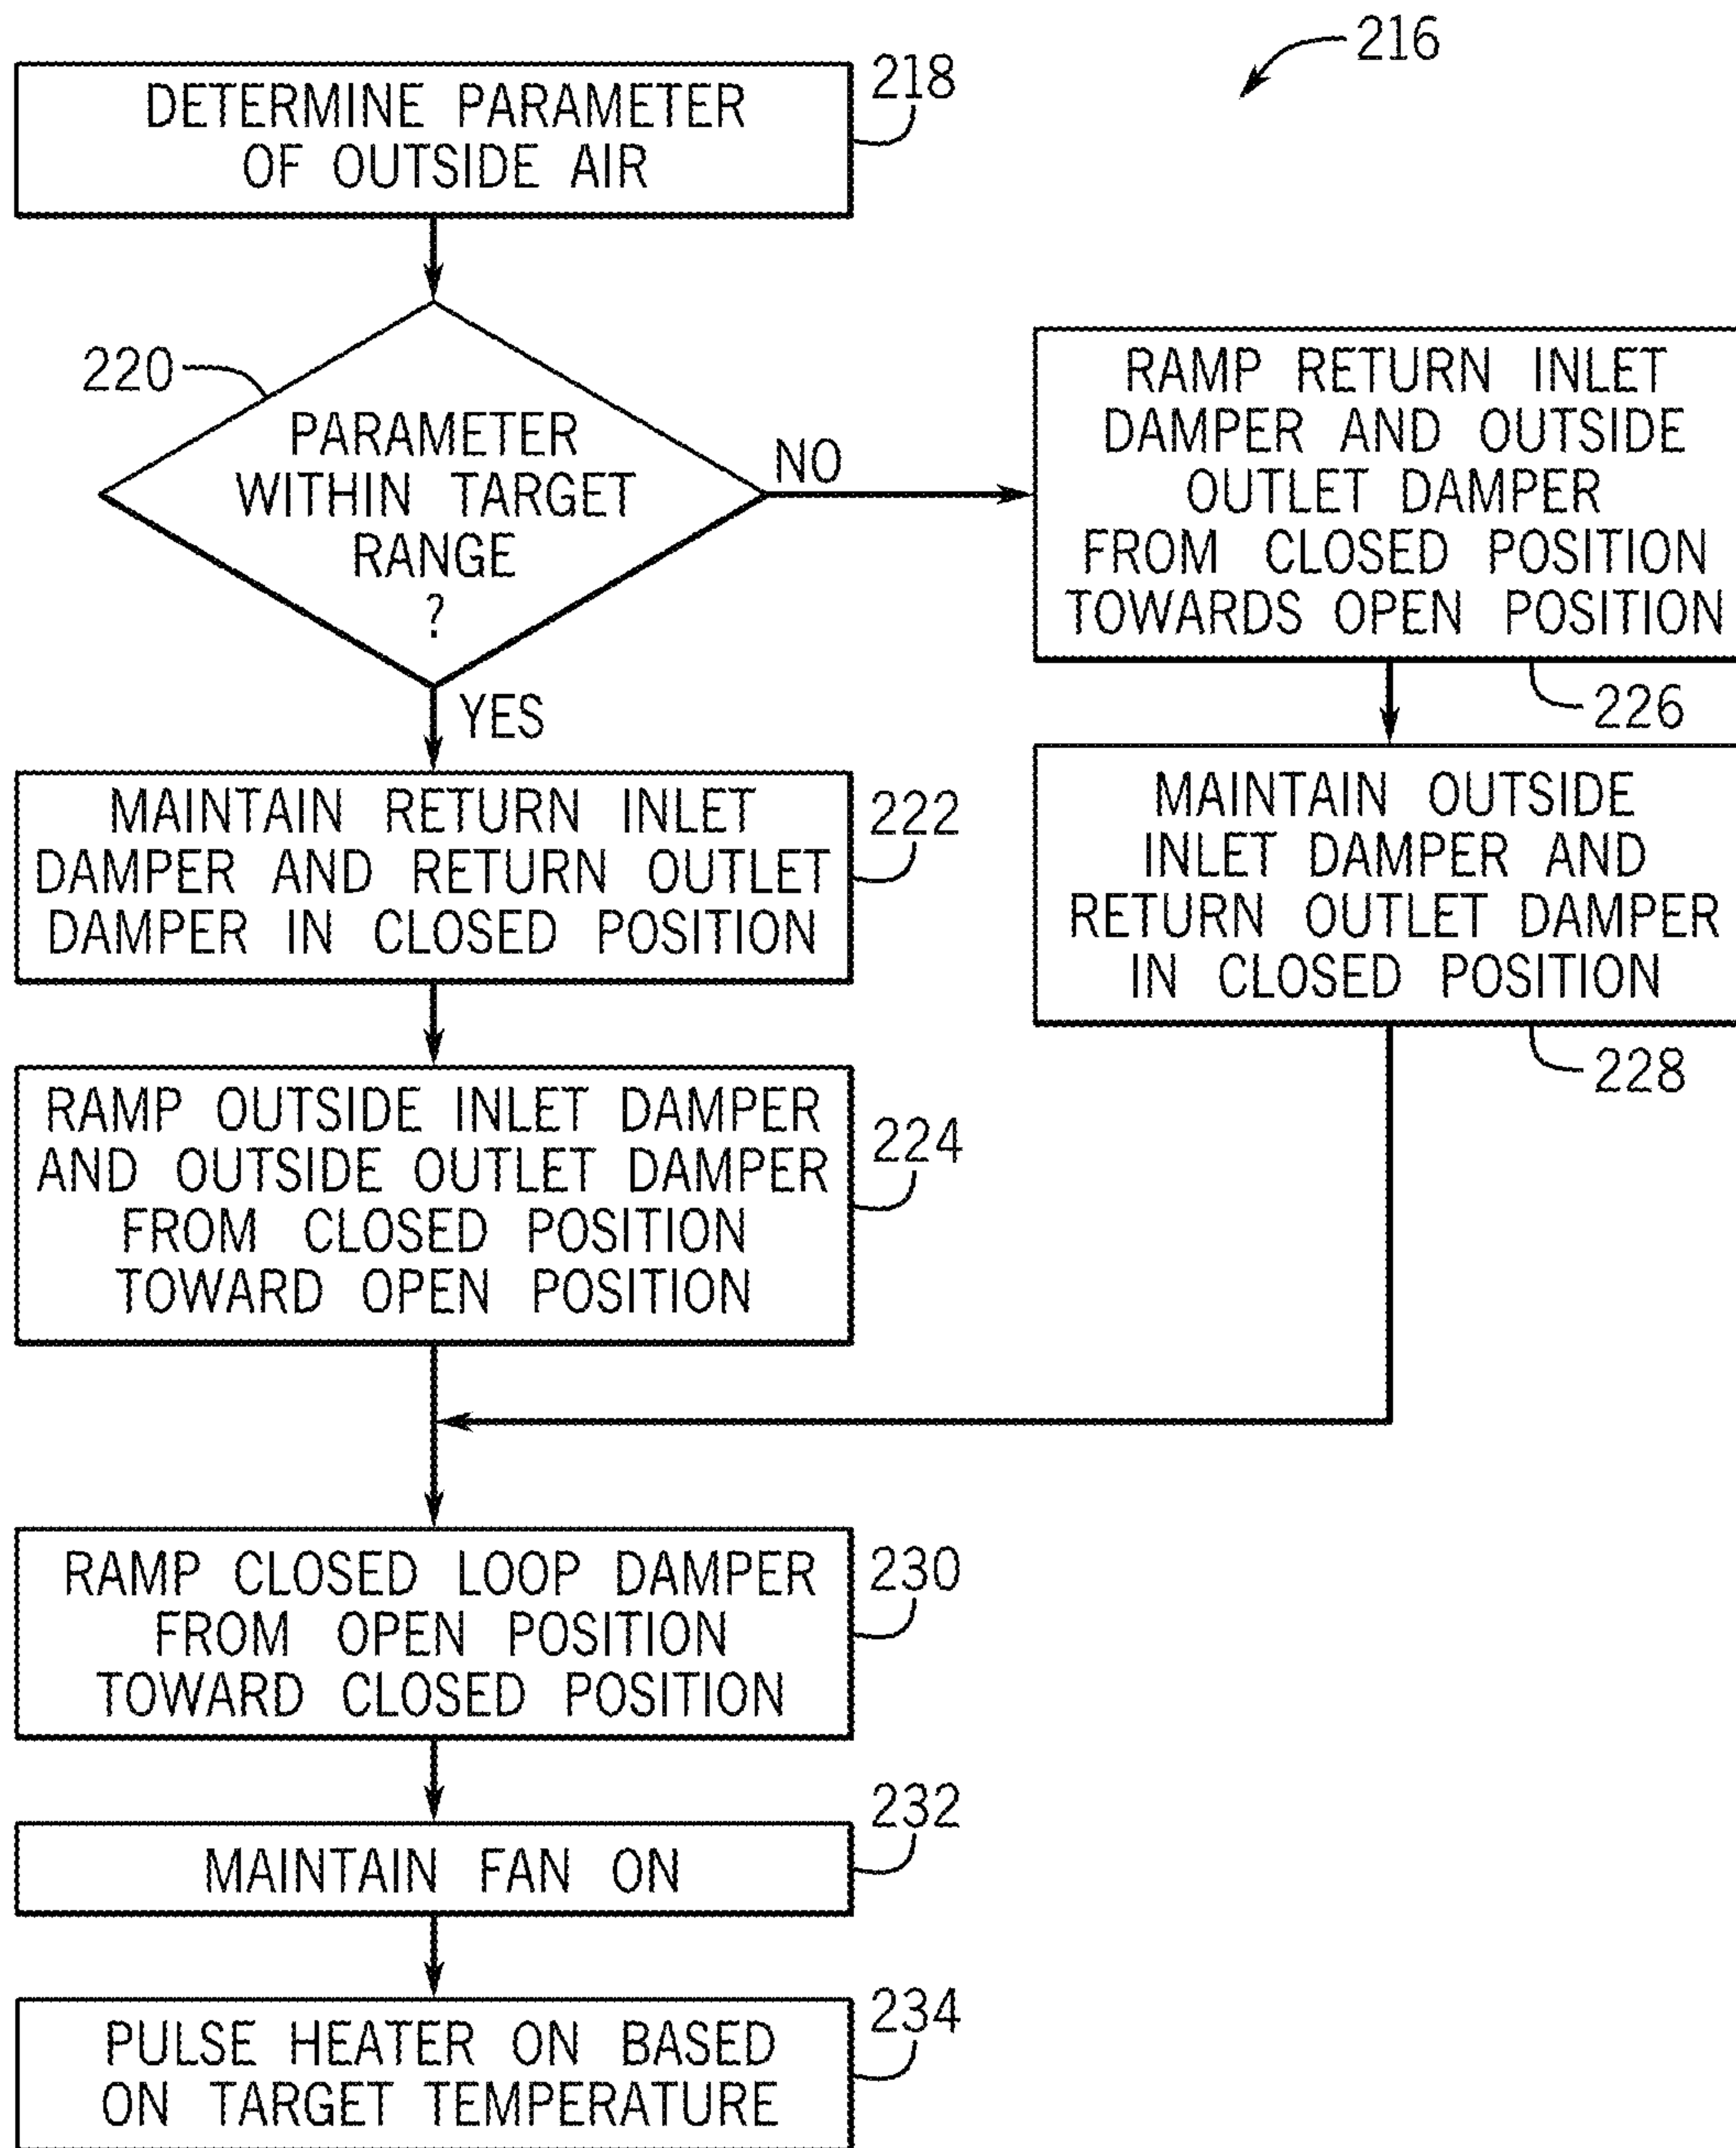 216
DETERMINE PARAMETER
OF OUTSIDE AIR
218
220
PARAMETER
WITHIN TARGET
RANGE
?
NO
YES
RAMP RETURN INLET
DAMPER AND OUTSIDE
OUTLET DAMPER
FROM CLOSED POSITION
TOWARDS OPEN POSITION
226
MAINTAIN OUTSIDE
INLET DAMPER AND
RETURN OUTLET DAMPER
IN CLOSED POSITION
228
MAINTAIN RETURN INLET
DAMPER AND RETURN OUTLET
DAMPER IN CLOSED POSITION
222
RAMP OUTSIDE INLET DAMPER
AND OUTSIDE OUTLET DAMPER
FROM CLOSED POSITION
TOWARD OPEN POSITION
224
RAMP CLOSED LOOP DAMPER
FROM OPEN POSITION
TOWARD CLOSED POSITION
230
MAINTAIN FAN ON
232
PULSE HEATER ON BASED
ON TARGET TEMPERATURE
234